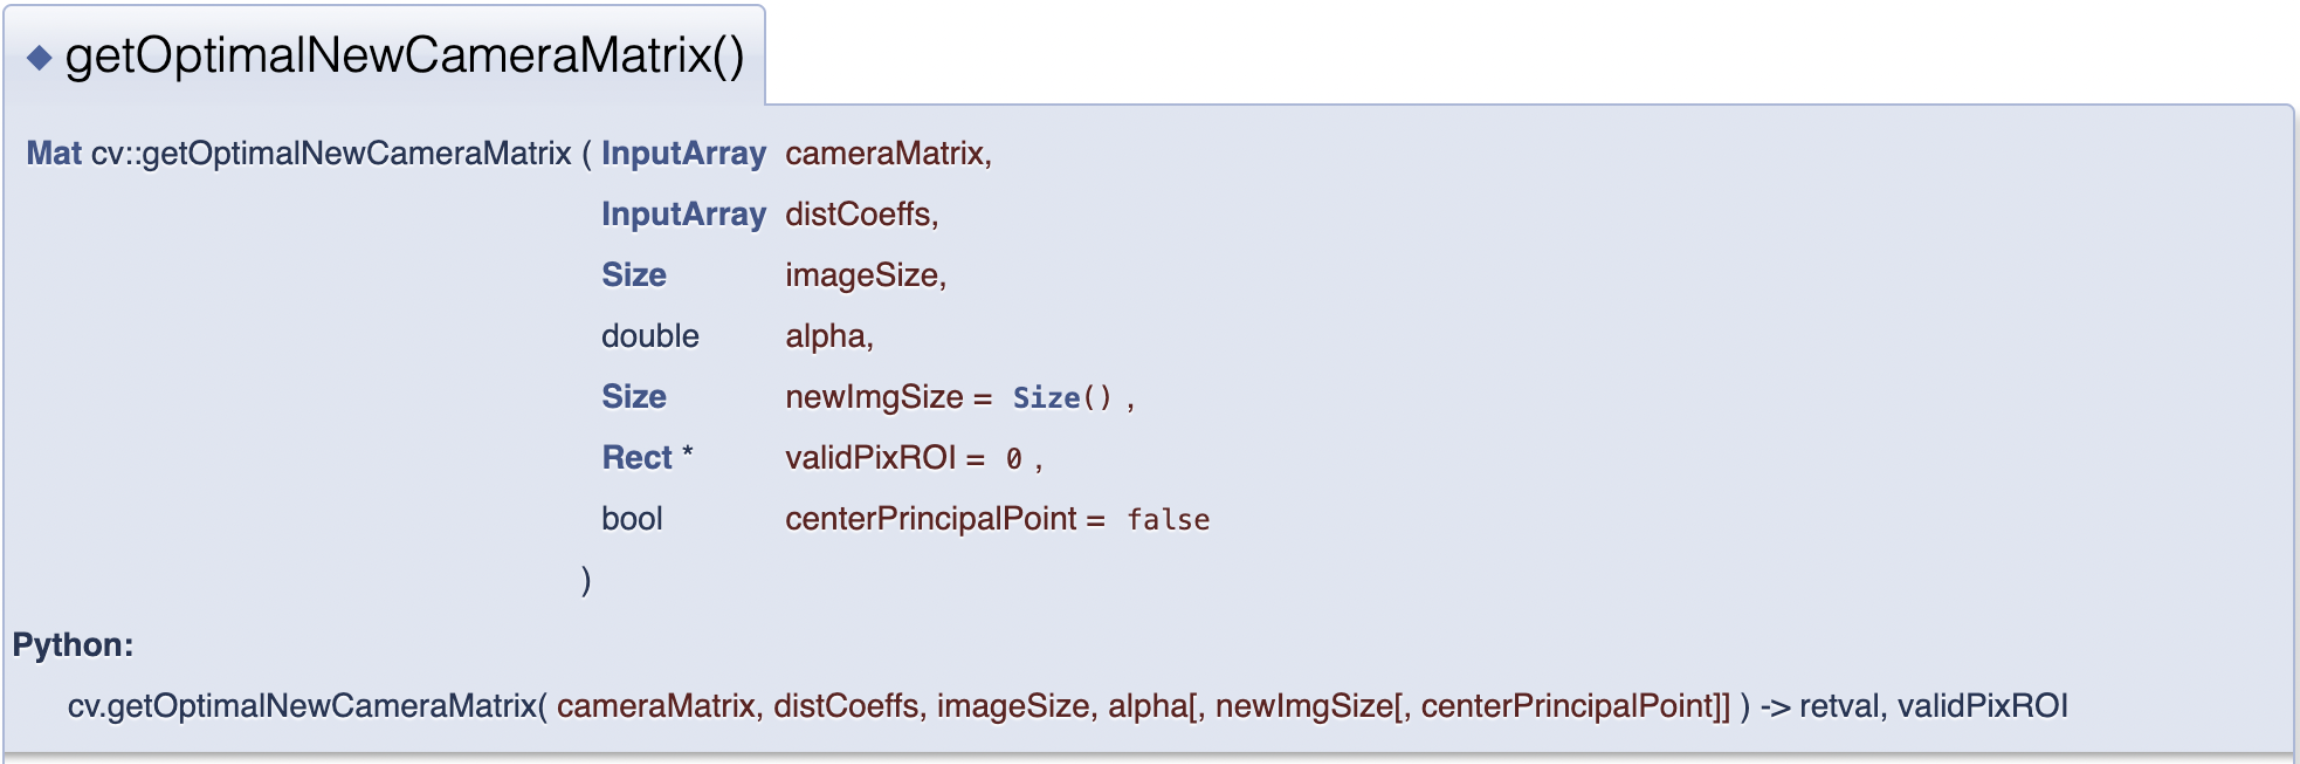 ◆ getOptimalNewCameraMatrix()
Mat cv::getOptimalNewCameraMatrix ( InputArray cameraMatrix,
InputArray distCoeffs,
Size imageSize,
double alpha,
Size newImgSize = Size() ,
Rect * validPixROI = 0 ,
bool centerPrincipalPoint = false
)
Python:
cv.getOptimalNewCameraMatrix( cameraMatrix, distCoeffs, imageSize, alpha[, newImgSize[, centerPrincipalPoint]] ) -> retval, validPixROI